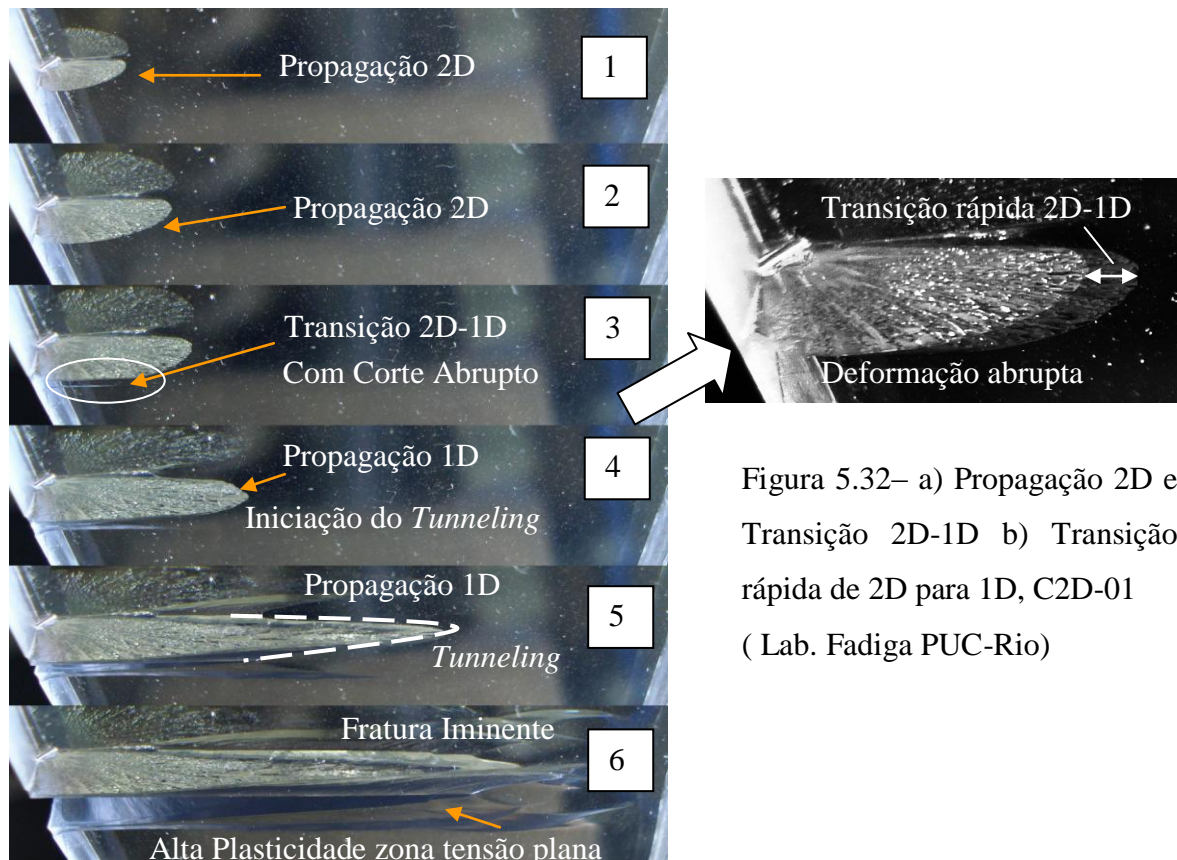 Propagação 2D
1
Propagação 2D
2
Transição 2D-1D
Com Corte Abrupto
3
Propagação 1D
Iniciação do Tunneling
4
Propagação 1D
Tunneling
5
Fratura Iminente
6
Alta Plasticidade zona tensão plana
Transição rápida 2D-1D
Deformação abrupta
Figura 5.32– a) Propagação 2D e
Transição 2D-1D b) Transição
rápida de 2D para 1D, C2D-01
( Lab. Fadiga PUC-Rio)